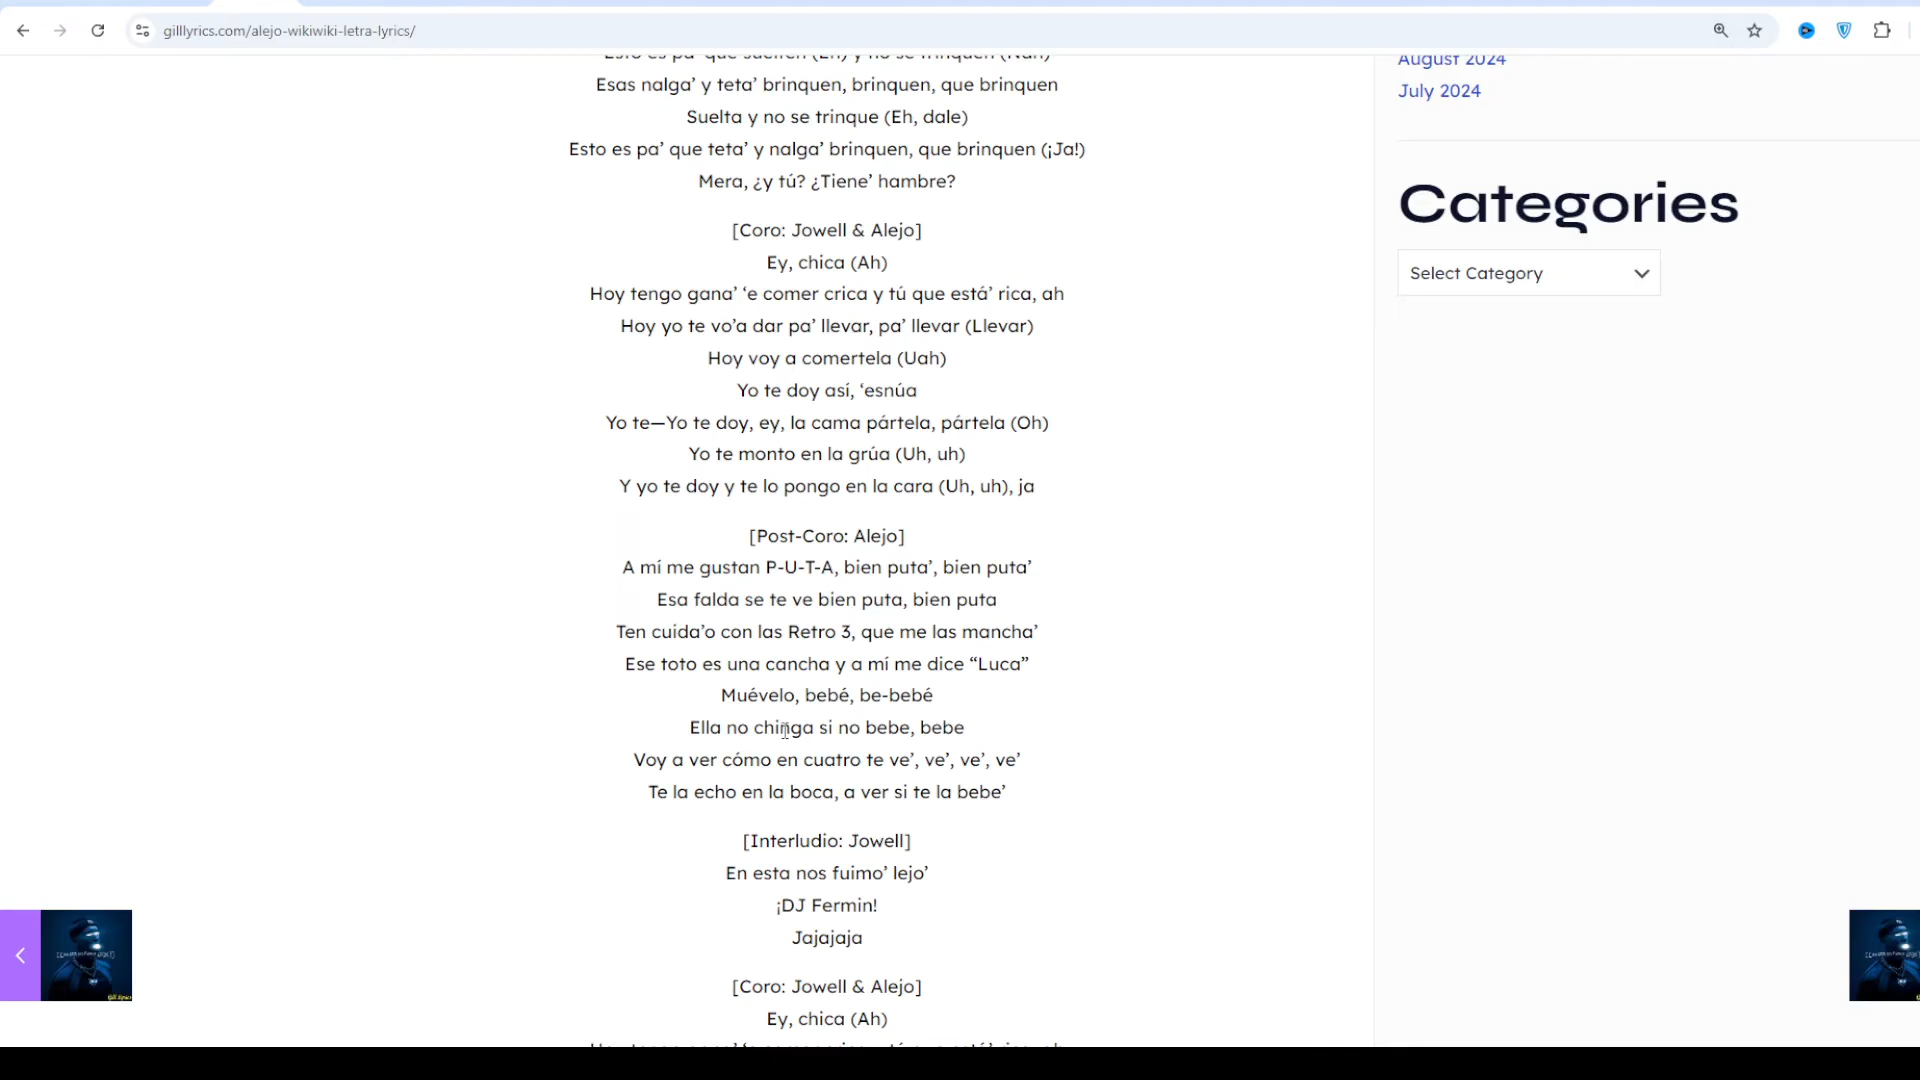 gilllyrics.com/alejo-wikiwiki-letra-lyrics/
Esas nalga’ y teta’ brinquen, brinquen, que brinquen
Suelta y no se trinque (Eh, dale)
Esto es pa’ que teta’ y nalga’ brinquen, que brinquen (¡Ja!)
Mera, ¿y tú? ¿Tiene’ hambre?
[Coro: Jowell & Alejo]
Ey, chica (Ah)
Hoy tengo gana’ ‘e comer crica y tú que está’ rica, ah
Hoy yo te vo’a dar pa’ llevar, pa’ llevar (Llevar)
Hoy voy a comertela (Uah)
Yo te doy así, ‘esnúa
Yo te—Yo te doy, ey, la cama pártela, pártela (Oh)
Yo te monto en la grúa (Uh, uh)
Y yo te doy y te lo pongo en la cara (Uh, uh), ja
[Post-Coro: Alejo]
A mí me gustan P-U-T-A, bien puta’, bien puta’
Esa falda se te ve bien puta, bien puta
Ten cuida’o con las Retro 3, que me las mancha’
Ese toto es una cancha y a mí me dice “Luca”
Muévelo, bebé, be-bebé
Ella no chinga si no bebe, bebe
Voy a ver cómo en cuatro te ve’, ve’, ve’, ve’
Te la echo en la boca, a ver si te la bebe’
[Interludio: Jowell]
En esta nos fuimo’ lejo’
¡DJ Fermin!
Jajajaja
[Coro: Jowell & Alejo]
Ey, chica (Ah)
August 2024
July 2024
Categories
Select Category